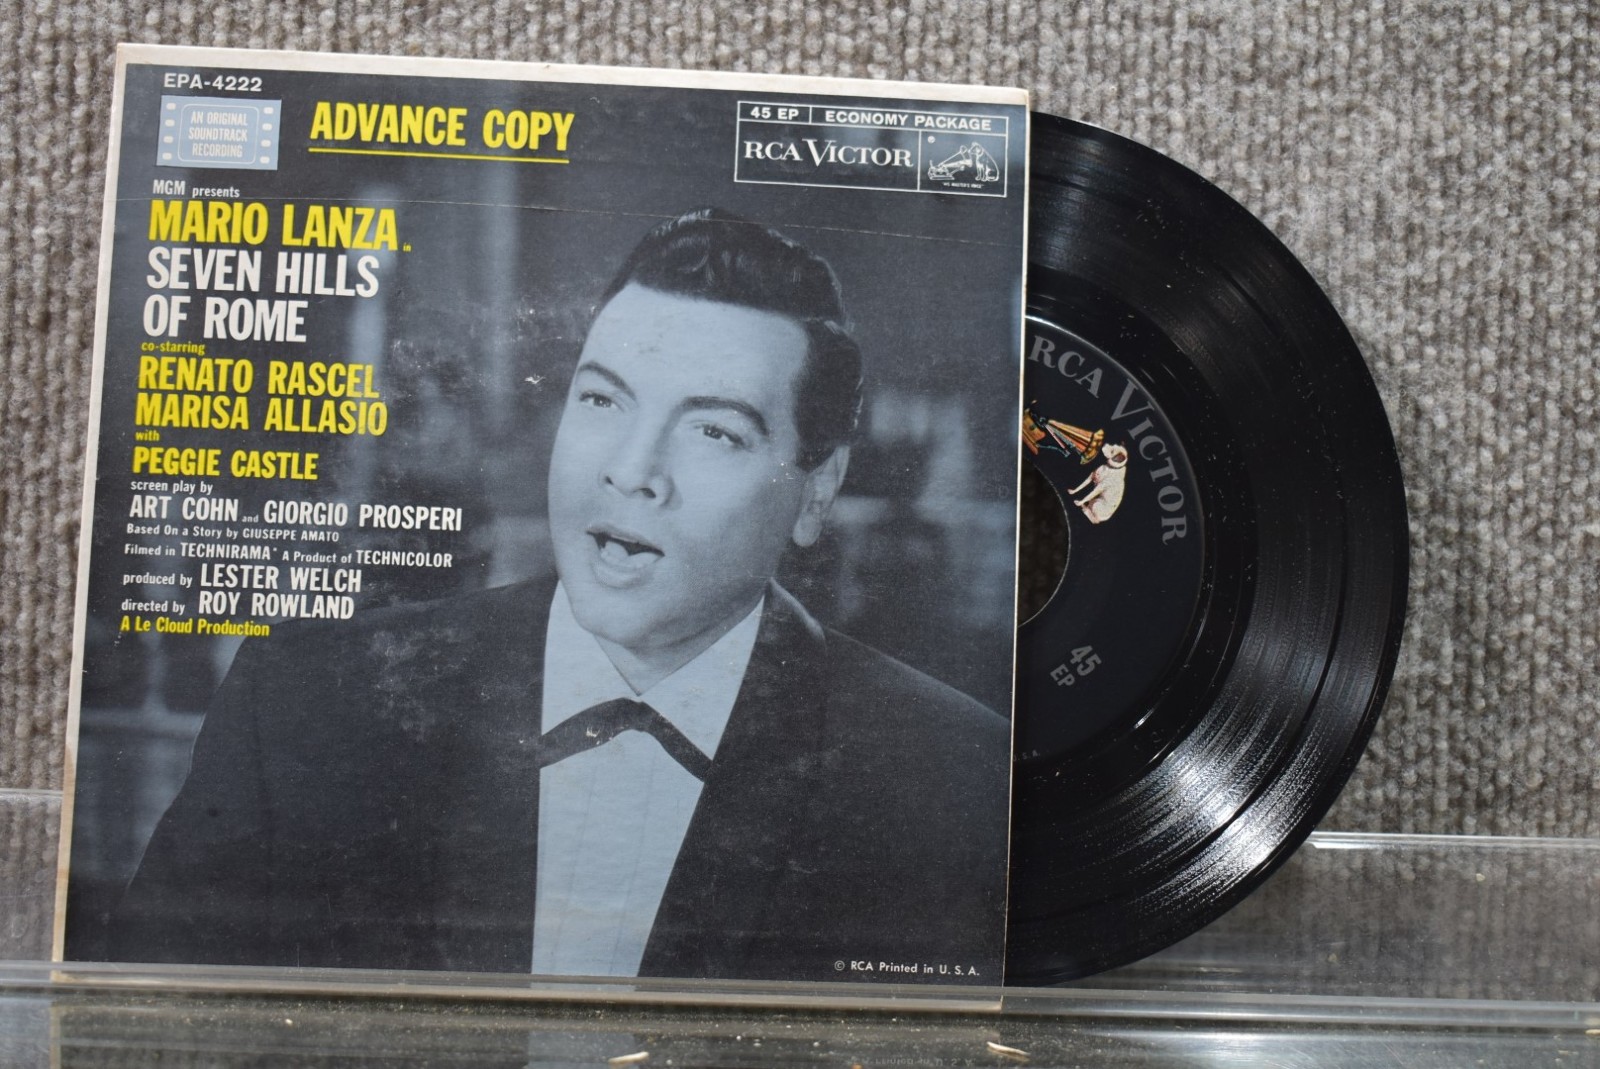 EPA-4222
AN ORIGINAL
SOUNDTRACK
RECORDING
ADVANCE COPY
45 EP
ECONOMY PACKAGE
RCA VICTOR
"HIS MASTER'S VOICE"
MGM presents
MARIO LANZA in
SEVEN HILLS
OF ROME
co-starring
RENATO RASCEL
MARISA ALLASIO
with
PEGGIE CASTLE
screen play by
ART COHN and GIORGIO PROSPERI
Based On a Story by GIUSEPPE AMATO
Filmed in TECHNIRAMA* A Product of TECHNICOLOR
produced by LESTER WELCH
directed by ROY ROWLAND
A Le Cloud Production
© RCA Printed in U. S. A.
RCA VICTOR
45
EP